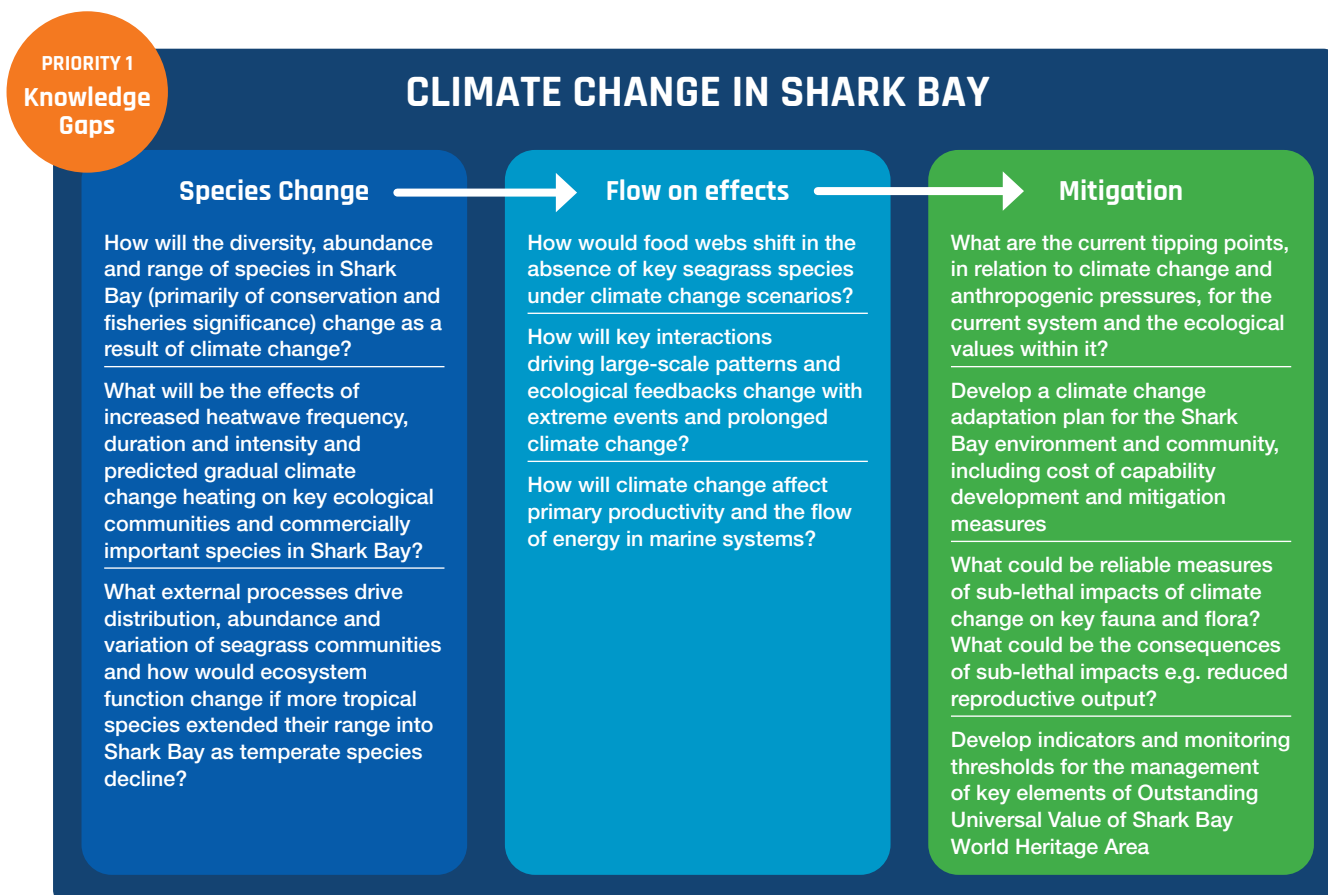 PRIORITY 1
Knowledge
Gaps
CLIMATE CHANGE IN SHARK BAY
Species Change
How will the diversity, abundance
and range of species in Shark
Bay (primarily of conservation and
fisheries significance) change as a
result of climate change?
What will be the effects of
increased heatwave frequency,
duration and intensity and
predicted gradual climate
change heating on key ecological
communities and commercially
important species in Shark Bay?
What external processes drive
distribution, abundance and
variation of seagrass communities
and how would ecosystem
function change if more tropical
species extended their range into
Shark Bay as temperate species
decline?
Flow on effects
How would food webs shift in the
absence of key seagrass species
under climate change scenarios?
How will key interactions
driving large-scale patterns and
ecological feedbacks change with
extreme events and prolonged
climate change?
How will climate change affect
primary productivity and the flow
of energy in marine systems?
Mitigation
What are the current tipping points,
in relation to climate change and
anthropogenic pressures, for the
current system and the ecological
values within it?
Develop a climate change
adaptation plan for the Shark
Bay environment and community,
including cost of capability
development and mitigation
measures
What could be reliable measures
of sub-lethal impacts of climate
change on key fauna and flora?
What could be the consequences
of sub-lethal impacts e.g. reduced
reproductive output?
Develop indicators and monitoring
thresholds for the management
of key elements of Outstanding
Universal Value of Shark Bay
World Heritage Area